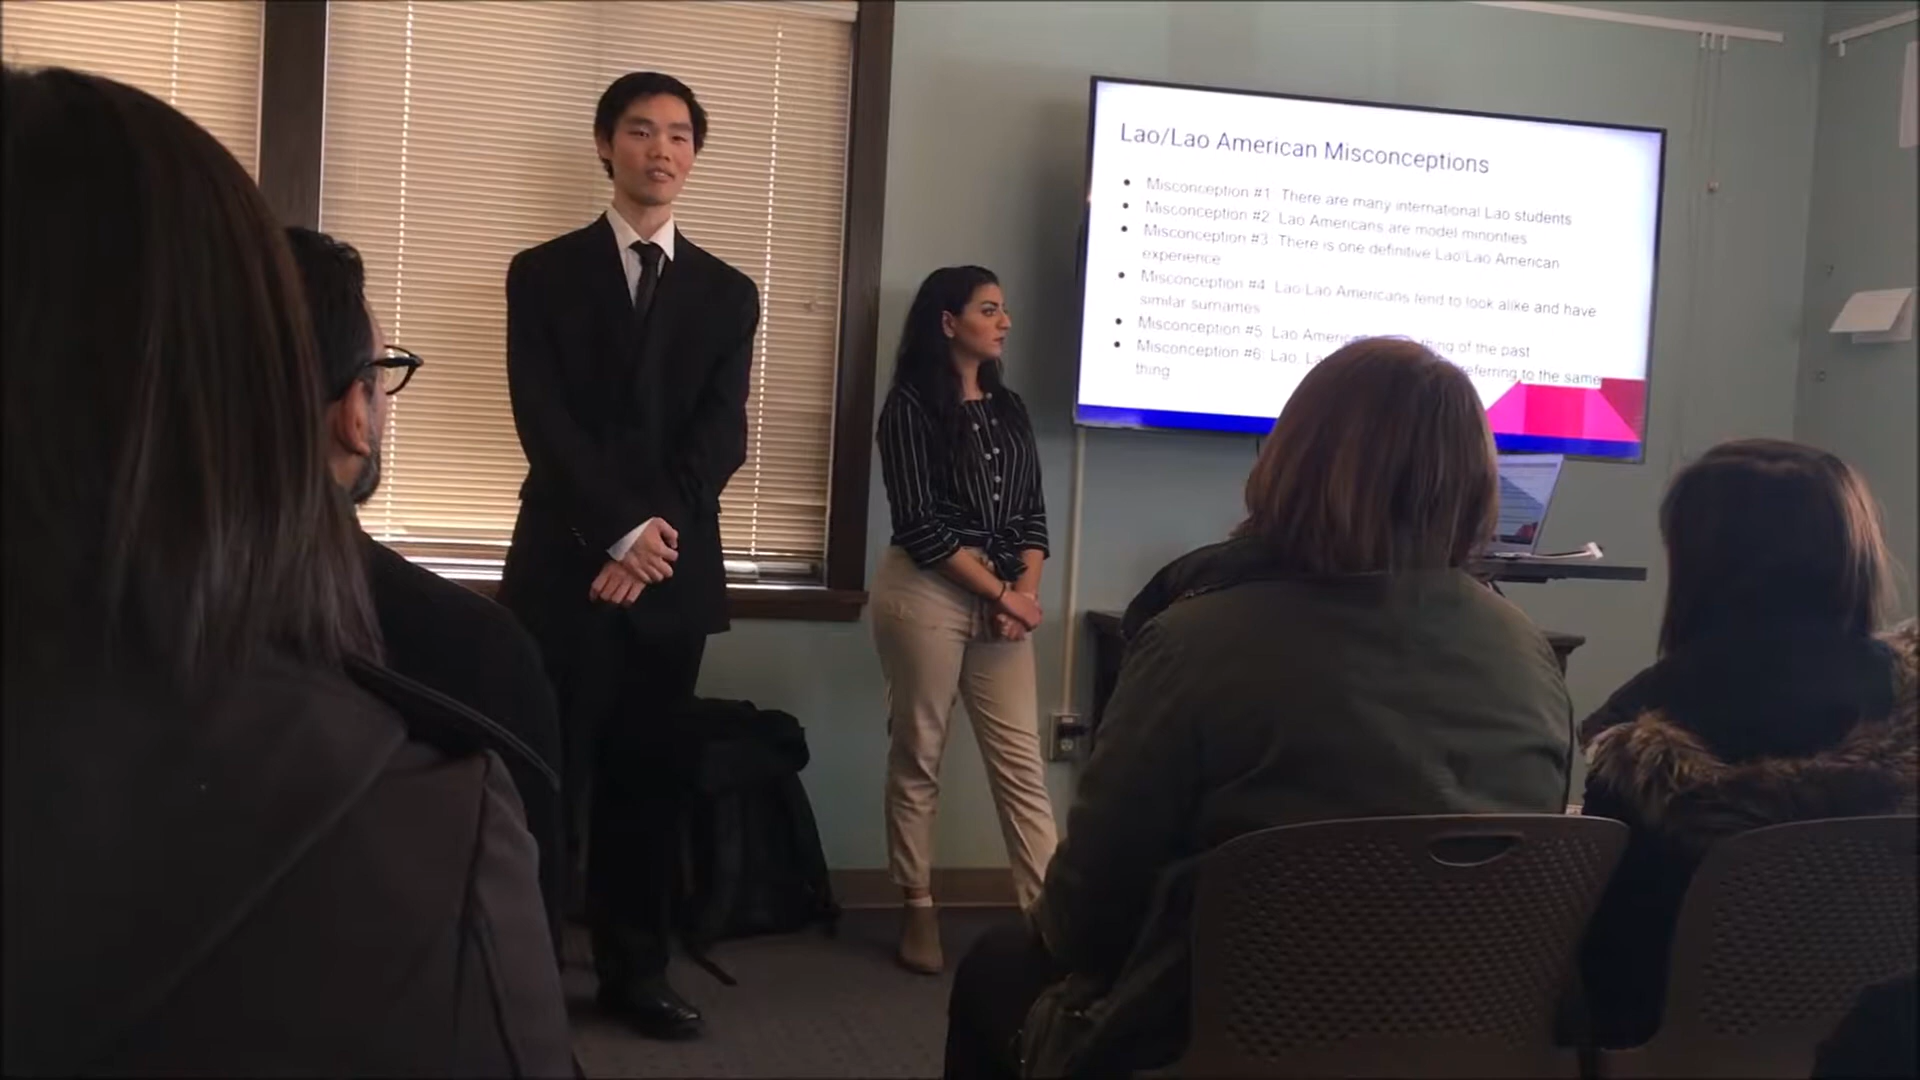 Lao/Lao American Misconceptions
Misconception #1: There are many international Lao students
Misconception #2: Lao Americans are model minorities
Misconception #3: There is one definitive Lao/Lao American
experience
Misconception #4: Lao/Lao Americans tend to look alike and have
similar surnames
Misconception #5: Lao thing of the past
Misconception #6: Lao, referring to the same
thing